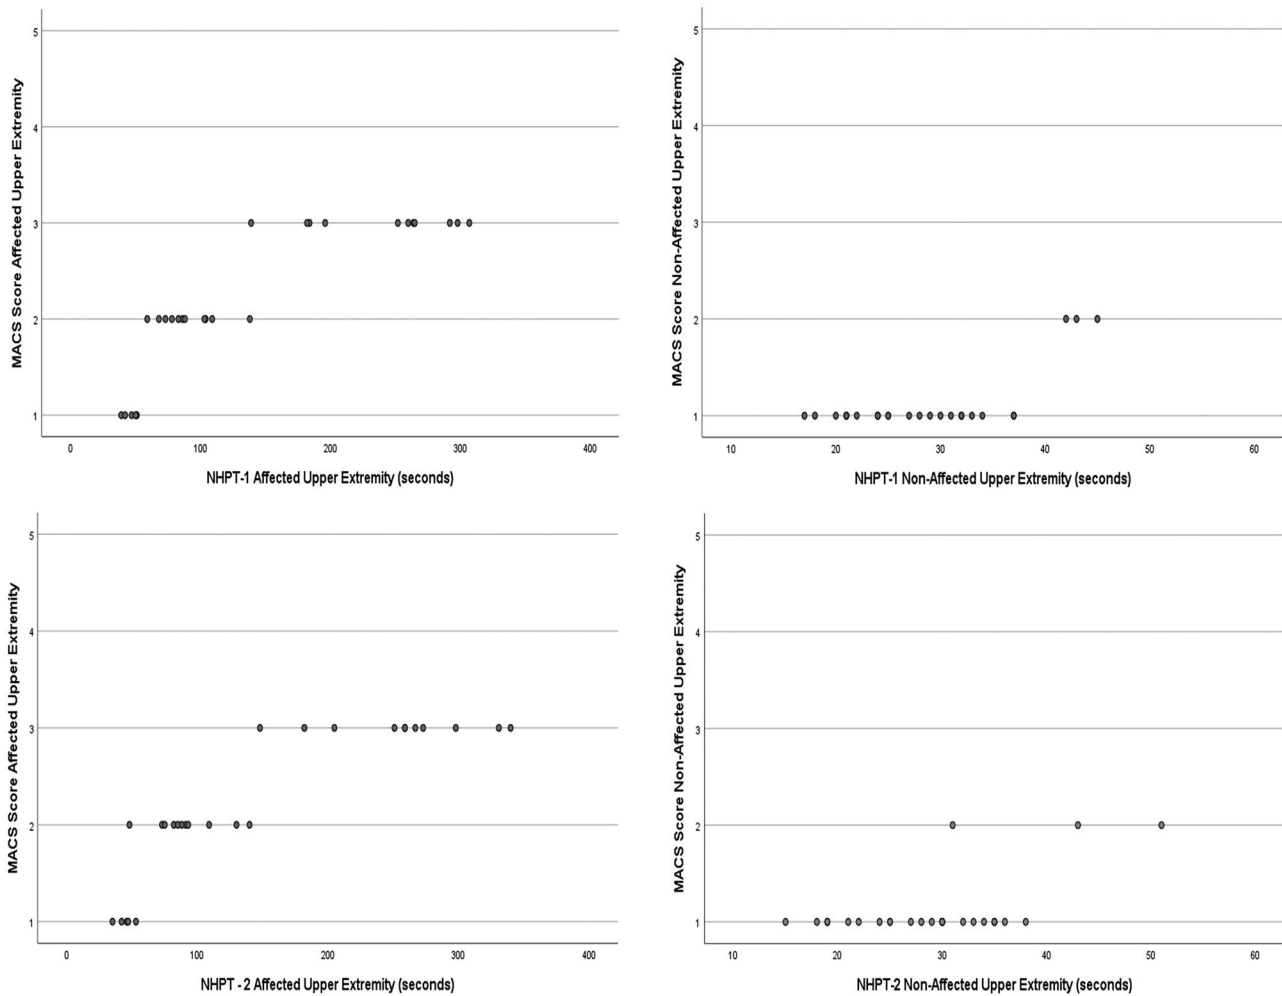 MACS Score Affected Upper Extremity
5
4
3
2
1
0 100 200 300 400
NHPT-1 Affected Upper Extremity (seconds)
MACS Score Non-Affected Upper Extremity
5
4
3
2
1
10 20 30 40 50 60
NHPT-1 Non-Affected Upper Extremity (seconds)
MACS Score Affected Upper Extremity
5
4
3
2
1
0 100 200 300 400
NHPT - 2 Affected Upper Extremity (seconds)
MACS Score Non-Affected Upper Extremity
5
4
3
2
1
10 20 30 40 50 60
NHPT-2 Non-Affected Upper Extremity (seconds)